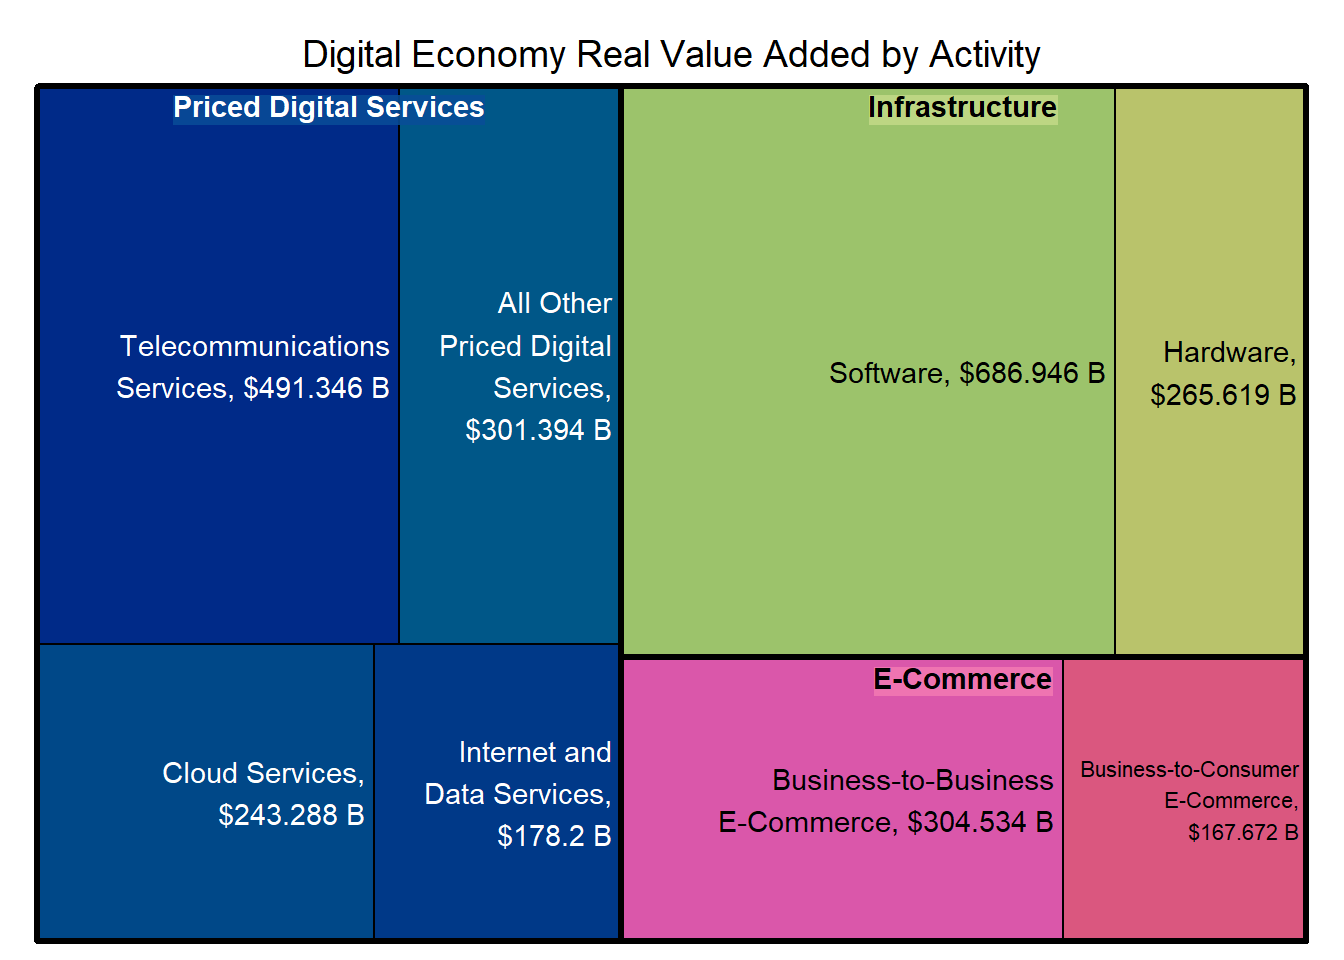 Digital Economy Real Value Added by Activity
Priced Digital Services
Telecommunications
Services, $491.346 B
All Other
Priced Digital
Services,
$301.394 B
Cloud Services,
$243.288 B
Internet and
Data Services,
$178.2 B
Infrastructure
Software, $686.946 B
Hardware,
$265.619 B
E-Commerce
Business-to-Business
E-Commerce, $304.534 B
Business-to-Consumer
E-Commerce,
$167.672 B